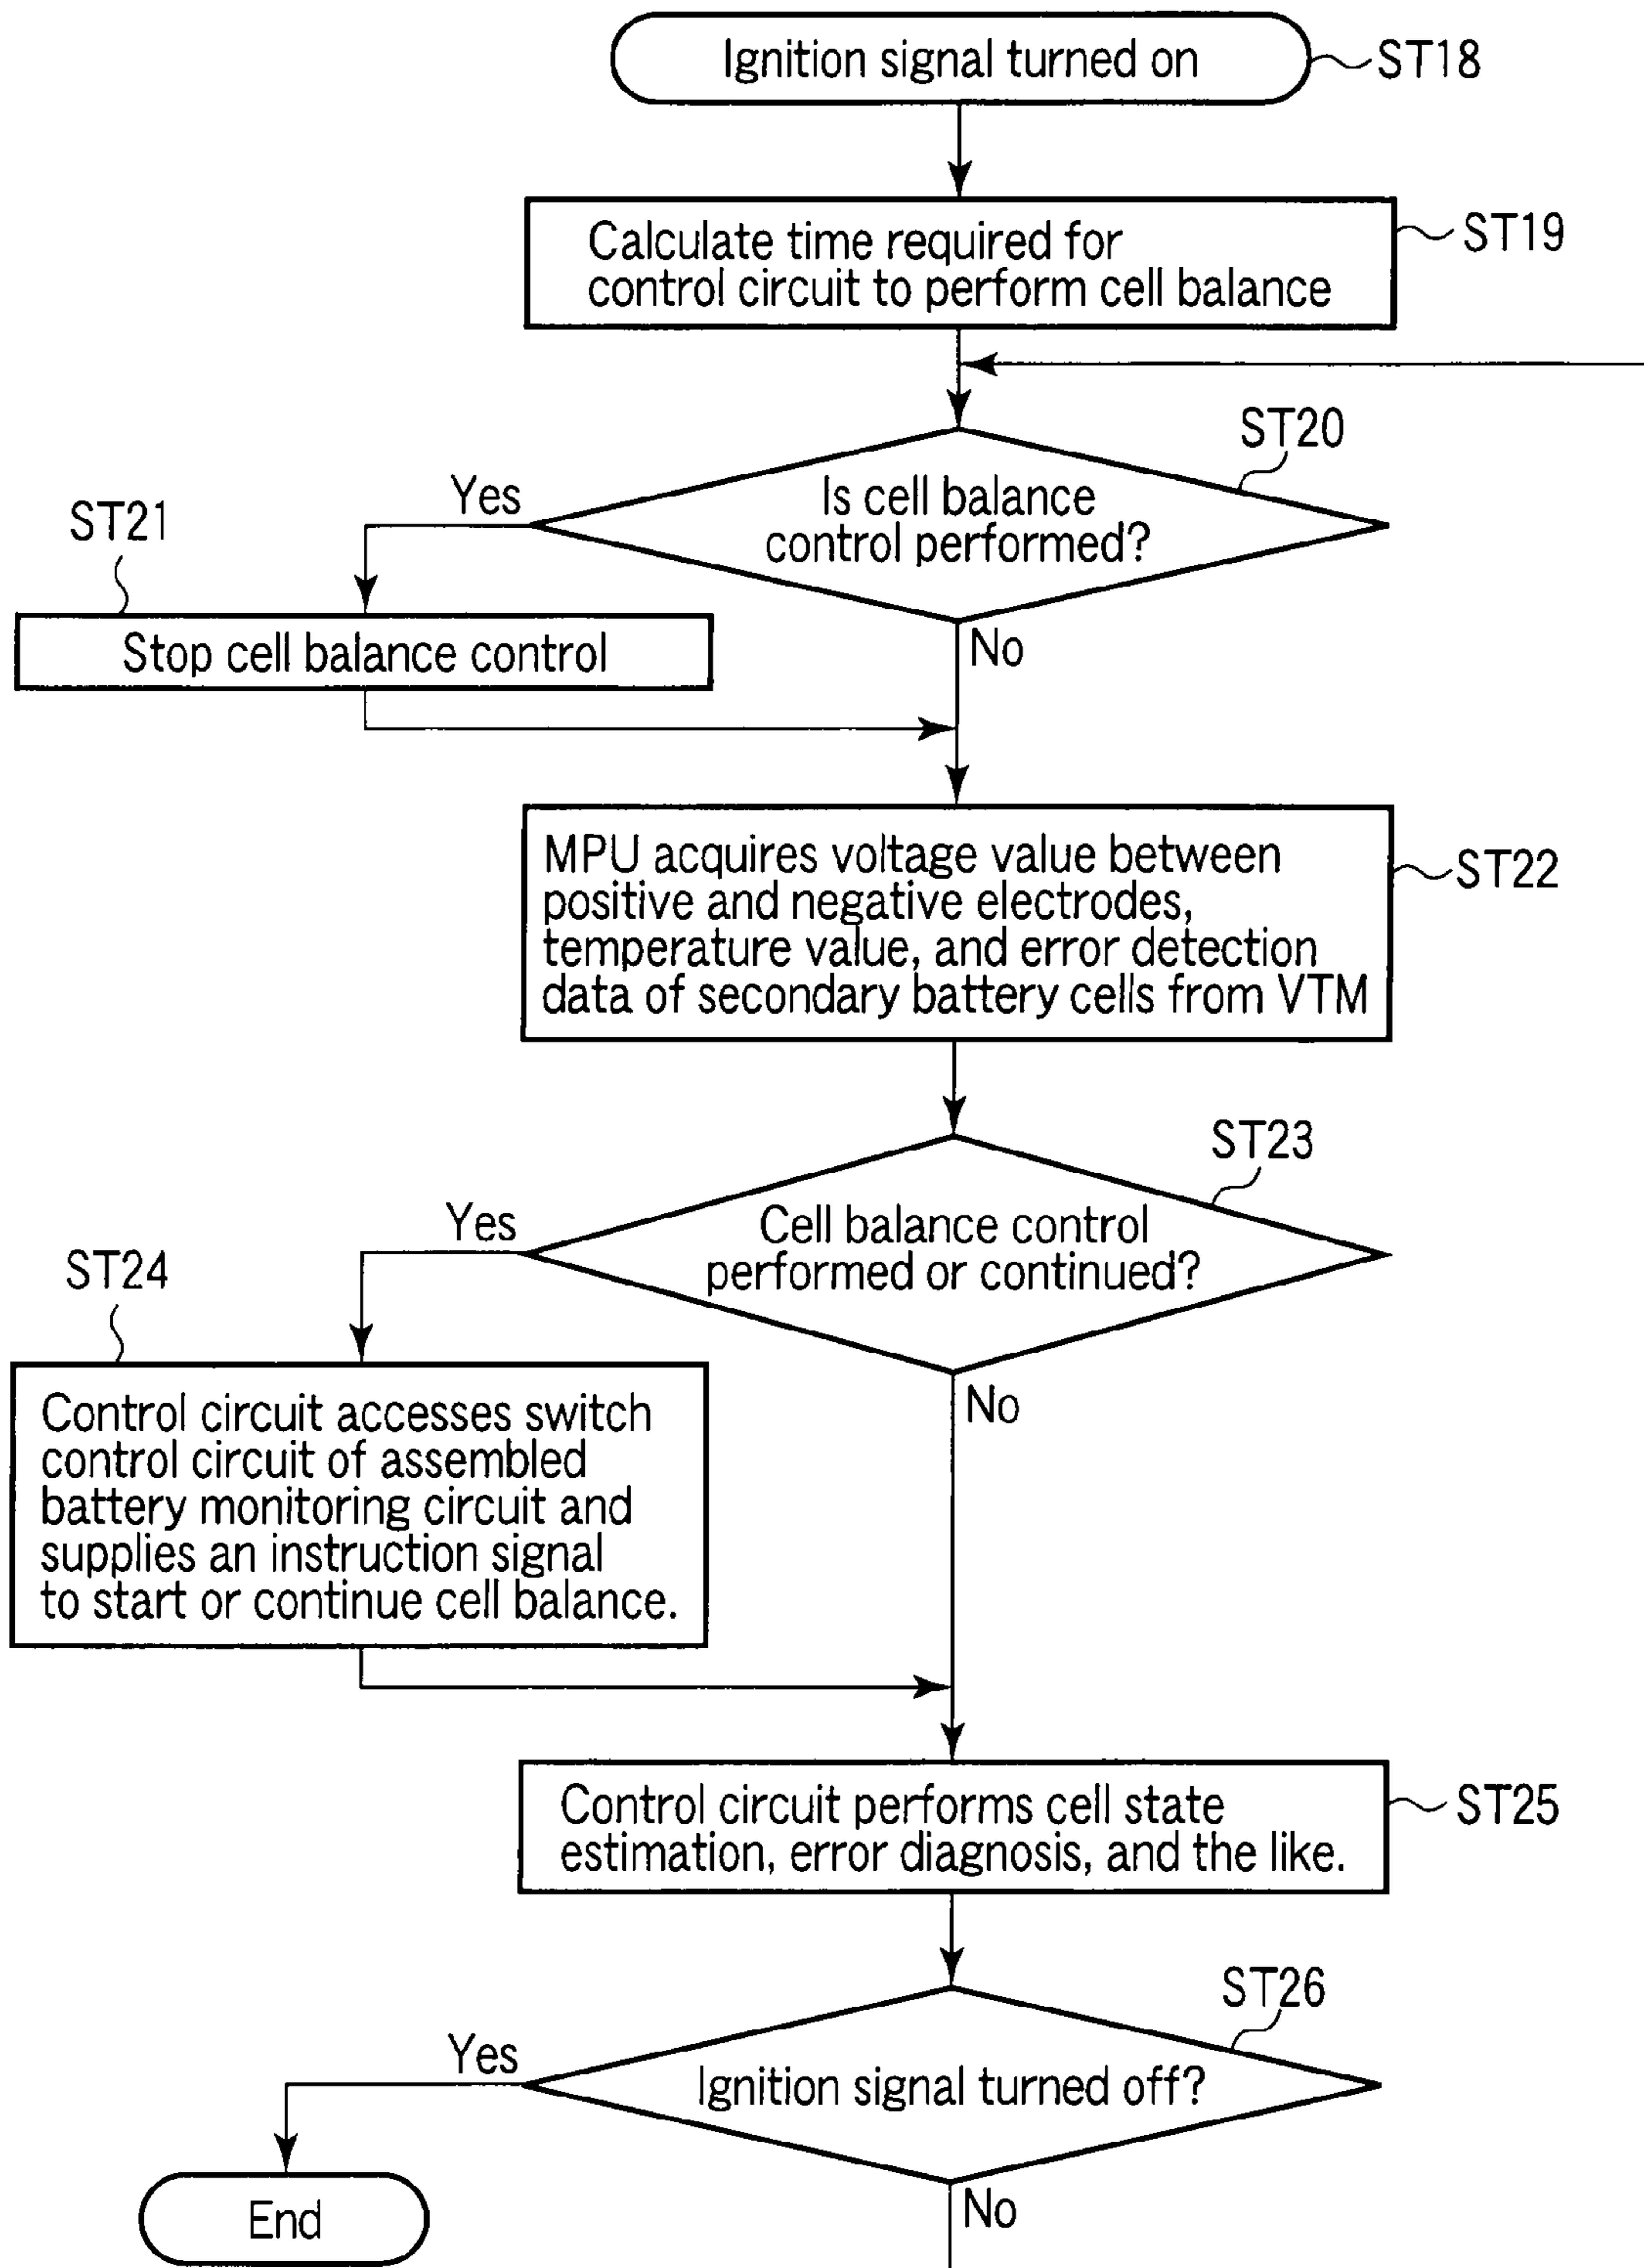 Ignition signal turned on
ST18
Calculate time required for
control circuit to perform cell balance
ST19
ST20
Is cell balance
control performed?
Yes
No
ST21
Stop cell balance control
MPU acquires voltage value between
positive and negative electrodes,
temperature value, and error detection
data of secondary battery cells from VTM
ST22
ST23
Cell balance control
performed or continued?
Yes
No
ST24
Control circuit accesses switch
control circuit of assembled
battery monitoring circuit and
supplies an instruction signal
to start or continue cell balance.
Control circuit performs cell state
estimation, error diagnosis, and the like.
ST25
ST26
Ignition signal turned off?
Yes
No
End